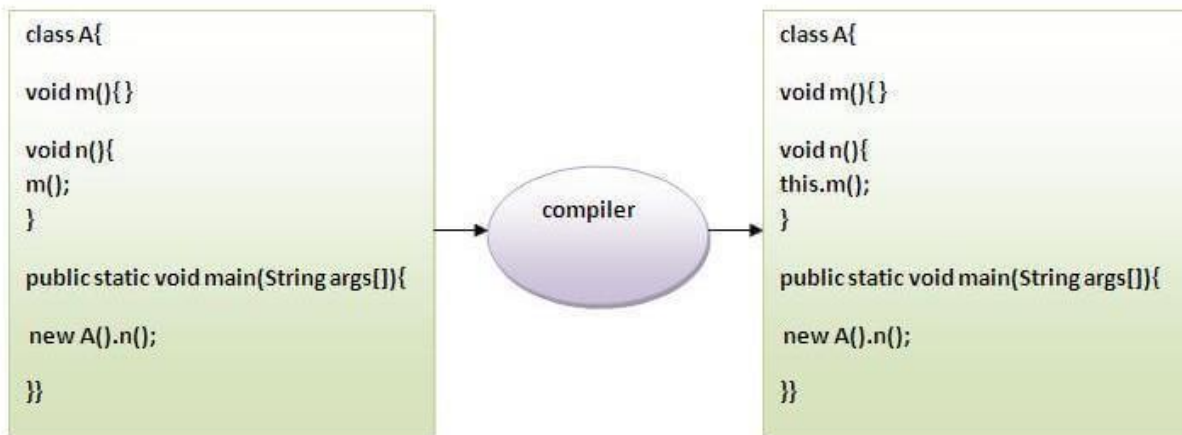 class A{
void m(){}
void n(){
m();
}
public static void main(String args[]){
new A().n();
}}
compiler
class A{
void m(){}
void n(){
this.m();
}
public static void main(String args[]){
new A().n();
}}